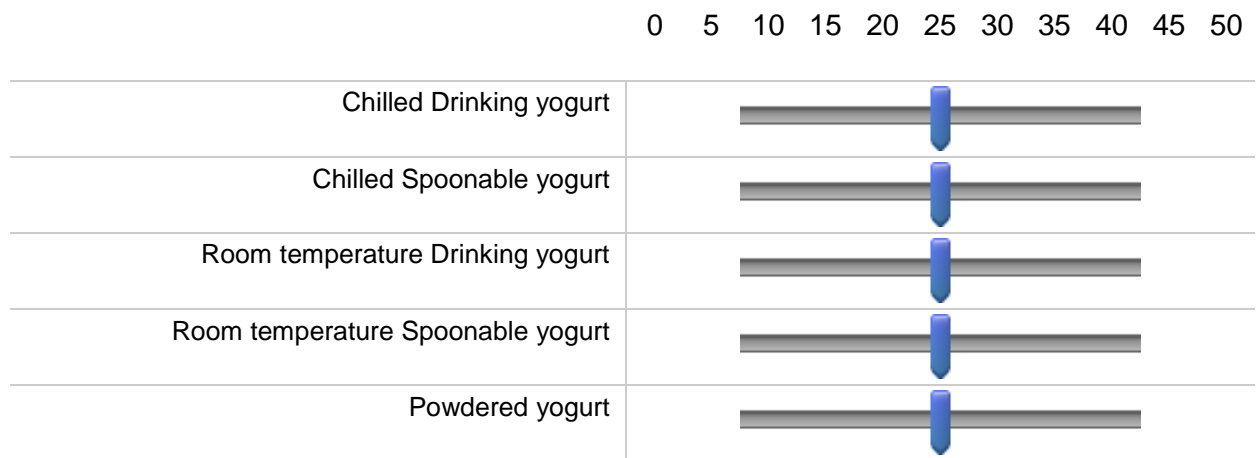 0 5 10 15 20 25 30 35 40 45 50
Chilled Drinking yogurt
Chilled Spoonable yogurt
Room temperature Drinking yogurt
Room temperature Spoonable yogurt
Powdered yogurt